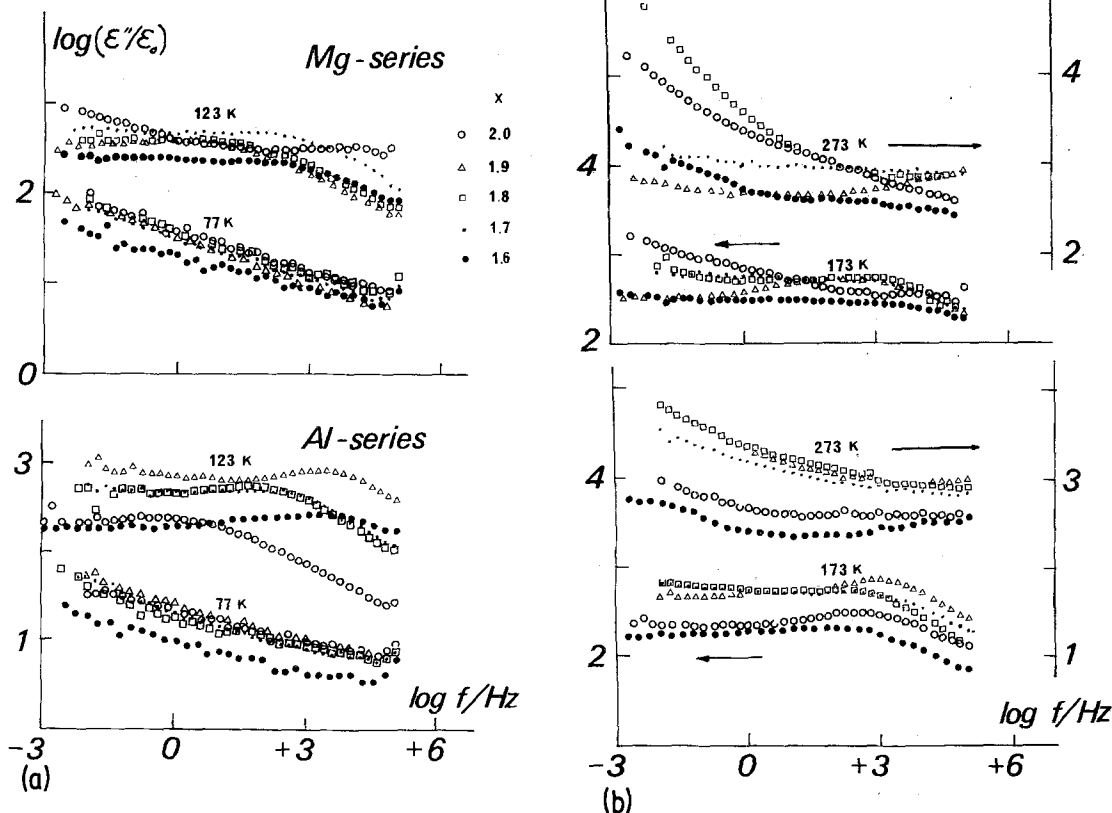 log(ε"/ε₀)
Mg-series
123 K
2
77 K
0
x
2.0
1.9
1.8
1.7
1.6
Al-series
3
123 K
77 K
1
log f/Hz
-3
0
+3
+6
(a)
4
273 K
4
2
173 K
2
273 K
4
3
173 K
2
1
log f/Hz
-3
0
+3
+6
(b)